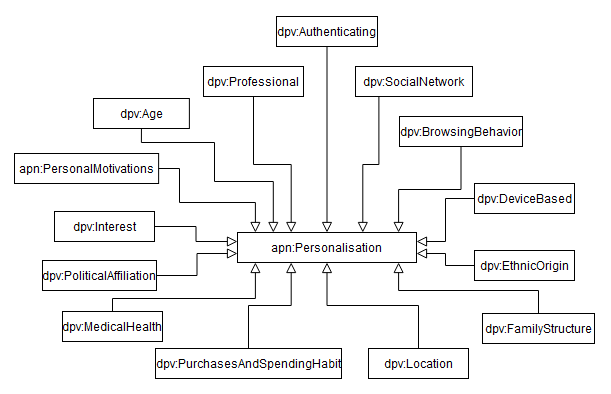 dpv:Authenticating
dpv:Professional
dpv:SocialNetwork
dpv:Age
dpv:BrowsingBehavior
apn:PersonalMotivations
dpv:DeviceBased
dpv:Interest
apn:Personalisation
dpv:EthnicOrigin
dpv:PoliticalAffiliation
dpv:MedicalHealth
dpv:FamilyStructure
dpv:PurchasesAndSpendingHabit
dpv:Location